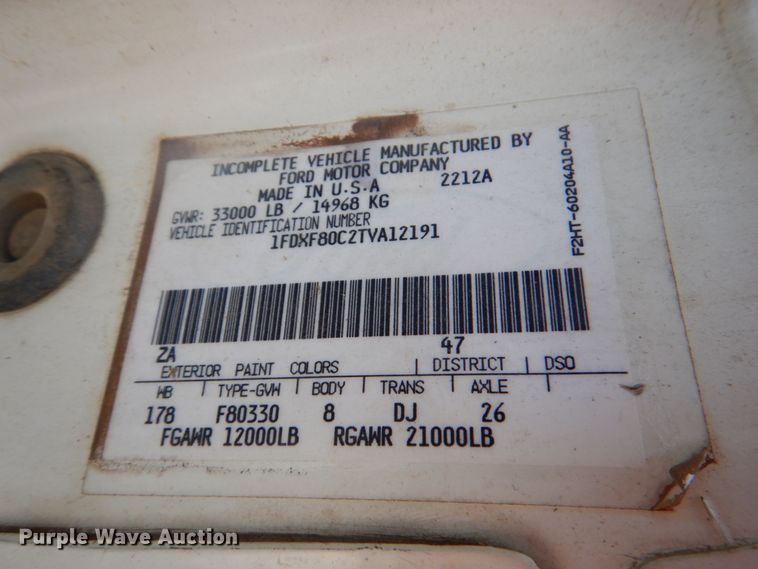 INCOMPLETE VEHICLE MANUFACTURED BY
FORD MOTOR COMPANY
MADE IN U.S.A 2212A
GVWR: 33000 LB / 14968 KG
VEHICLE IDENTIFICATION NUMBER
1FDXF80C2TVA12191
F2HT-60204A10-AA
ZA 47
EXTERIOR PAINT COLORS | DISTRICT | DSO
WB | TYPE-GVW | BODY | TRANS | AXLE
178 F80330 8 DJ 26
FGAWR 12000LB RGAWR 21000LB
Purple Wave Auction